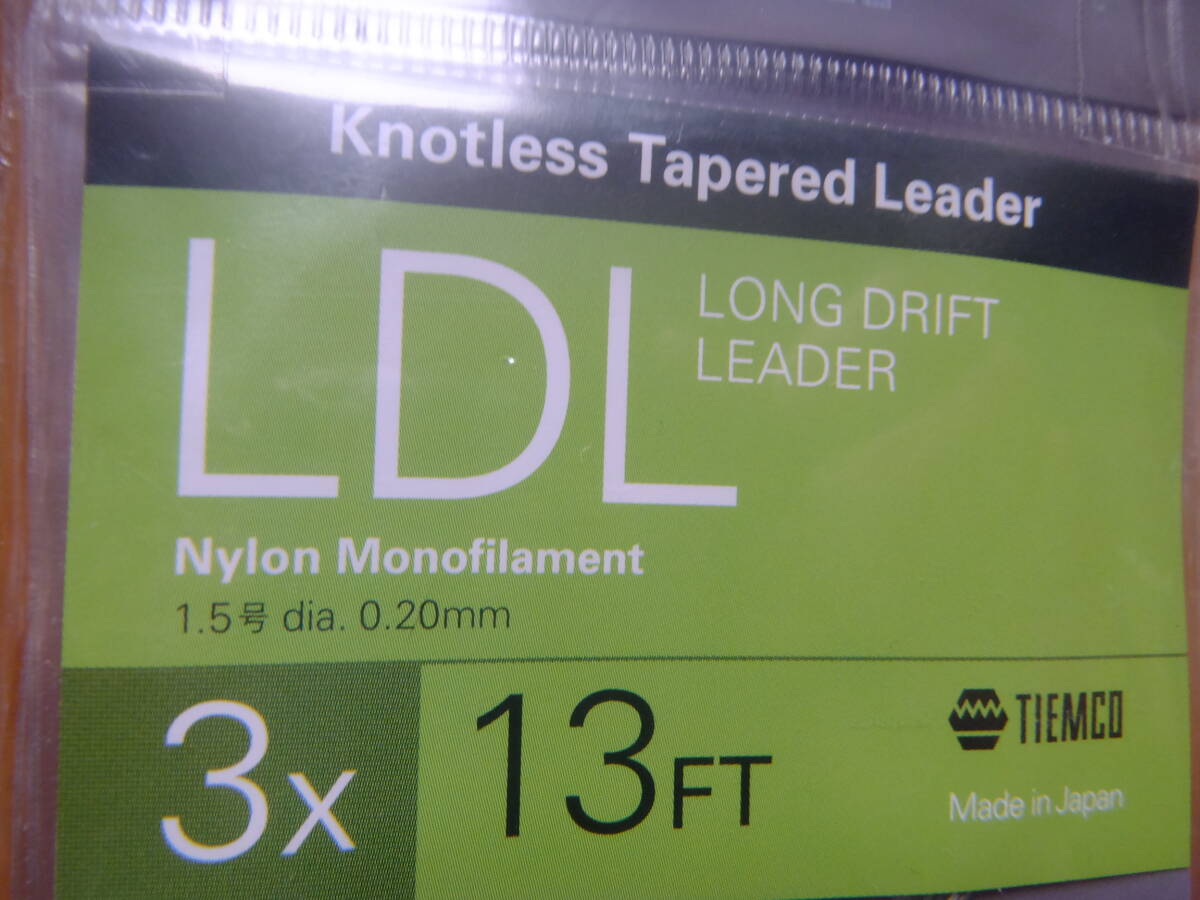 Knotless Tapered Leader
LDL
LONG DRIFT
LEADER
Nylon Monofilament
1.5号 dia. 0.20mm
3X
13FT
TIEMCO
Made in Japan